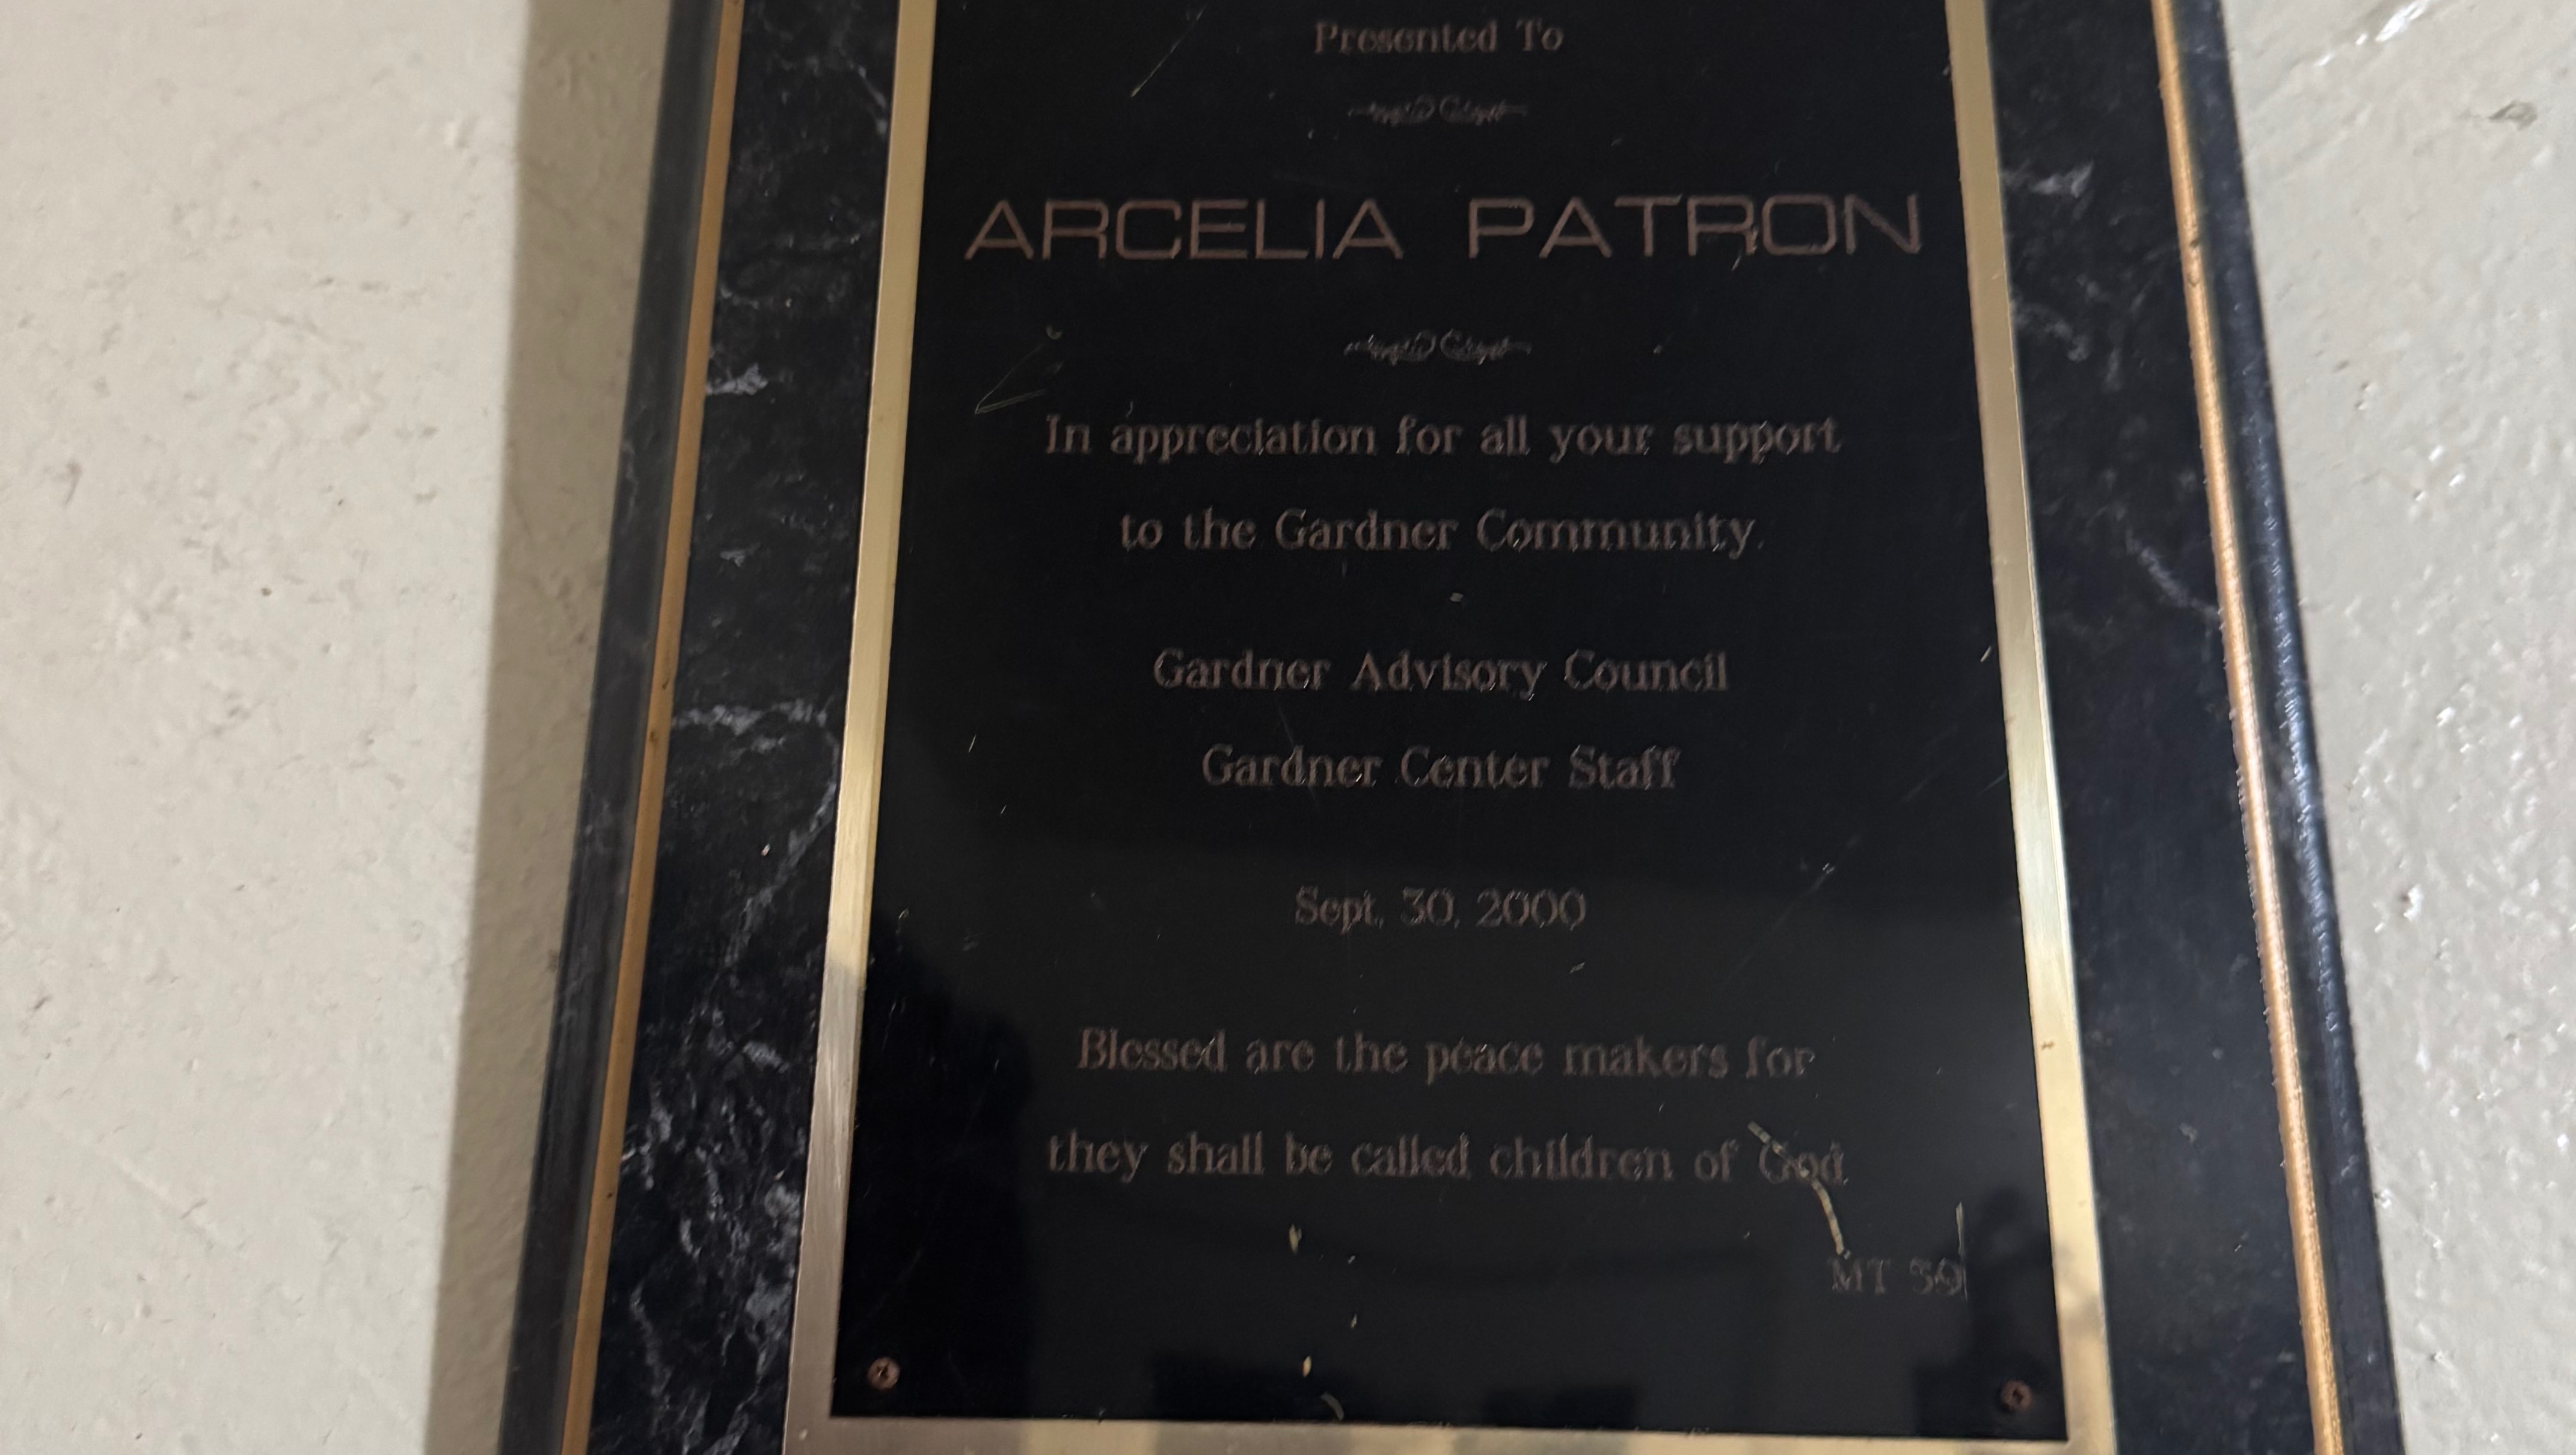 Presented To
ARCELIA PATRON
In appreciation for all your support
to the Gardner Community.
Gardner Advisory Council
Gardner Center Staff
Sept. 30, 2000
Blessed are the peace makers for
they shall be called children of God
MT 59